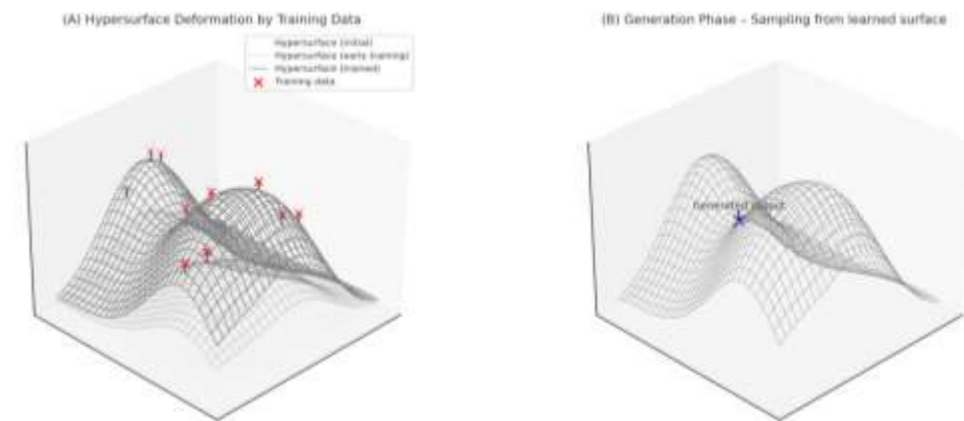 (A) Hypersurface Deformation by Training Data
Hypersurface (initial)
Hypersurface (early training)
Hypersurface (trained)
Training data
(B) Generation Phase – Sampling from learned surface
Generated output